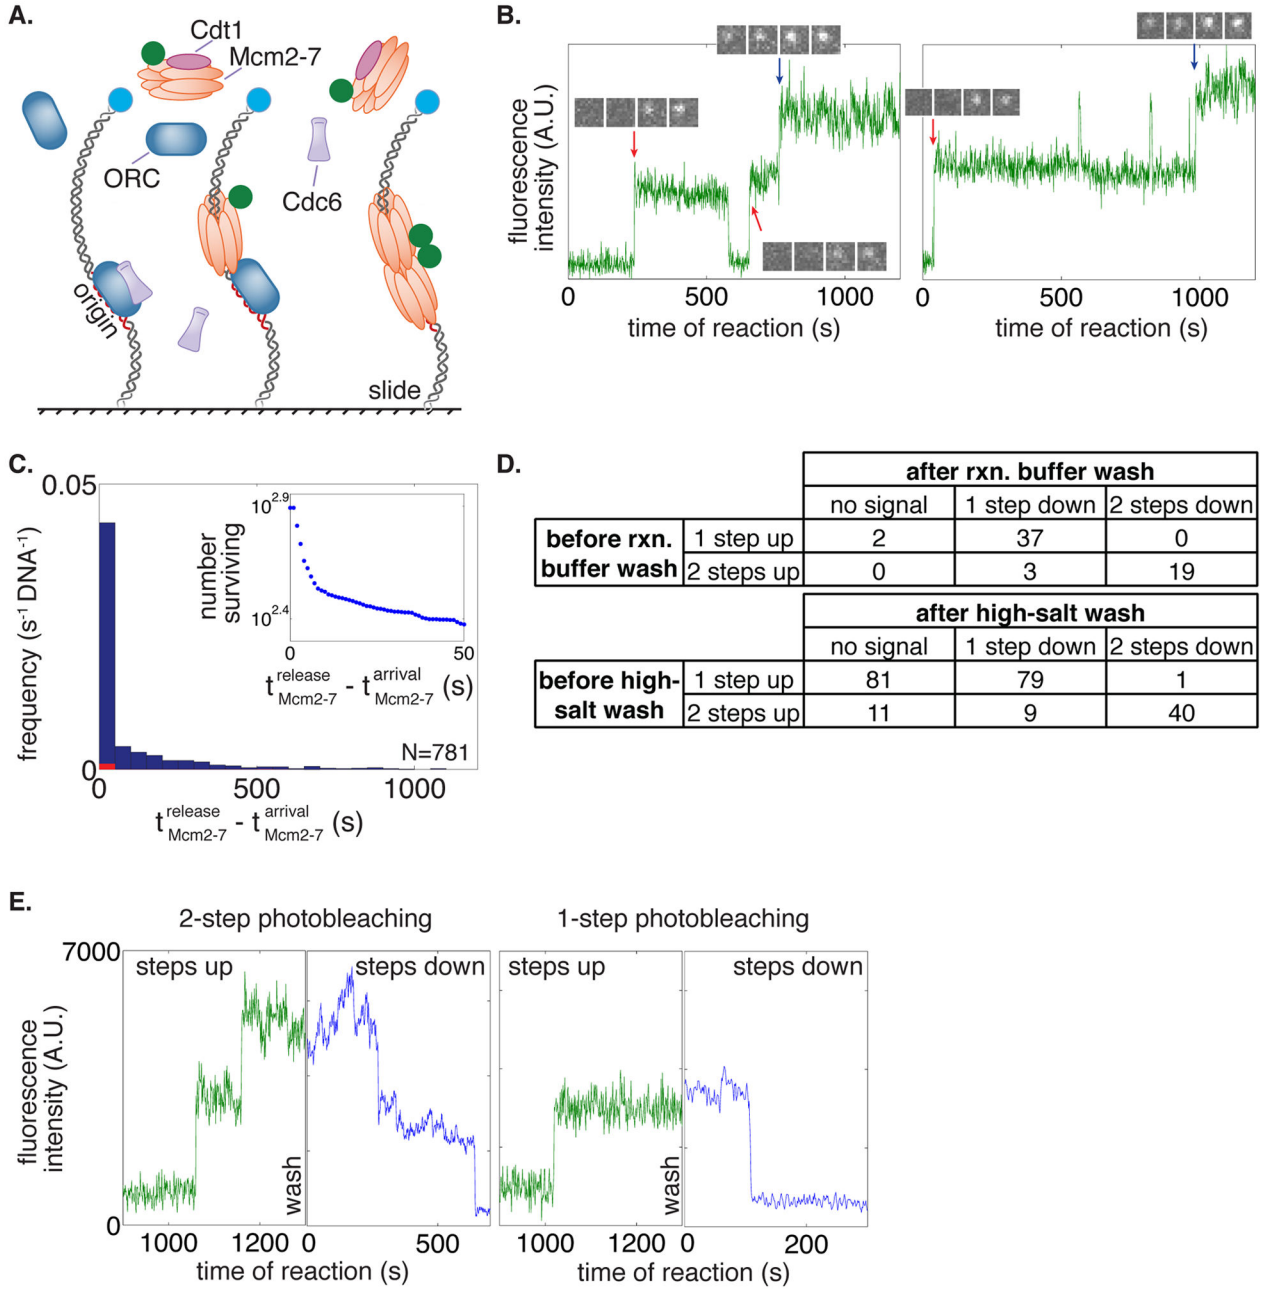 A.
Cdt1
Mcm2-7
ORC
Cdc6
origin
slide
B.
fluorescence
intensity (A.U.)
0 500 1000
time of reaction (s)
0 500 1000
time of reaction (s)
C.
frequency (s-1 DNA-1)
0.05
0
0 500 1000
t release Mcm2-7 - t arrival Mcm2-7 (s)
number
surviving
10^2.9
10^2.4
0 50
t release Mcm2-7 - t arrival Mcm2-7 (s)
N=781
D.
after rxn. buffer wash
no signal 1 step down 2 steps down
before rxn. buffer wash
1 step up 2 37 0
2 steps up 0 3 19
after high-salt wash
no signal 1 step down 2 steps down
before high-salt wash
1 step up 81 79 1
2 steps up 11 9 40
E.
2-step photobleaching
1-step photobleaching
fluorescence
intensity (A.U.)
7000
0
steps up
steps down
steps up
steps down
wash
wash
1000 1200 0 500
1000 1200 0 200
time of reaction (s)
time of reaction (s)